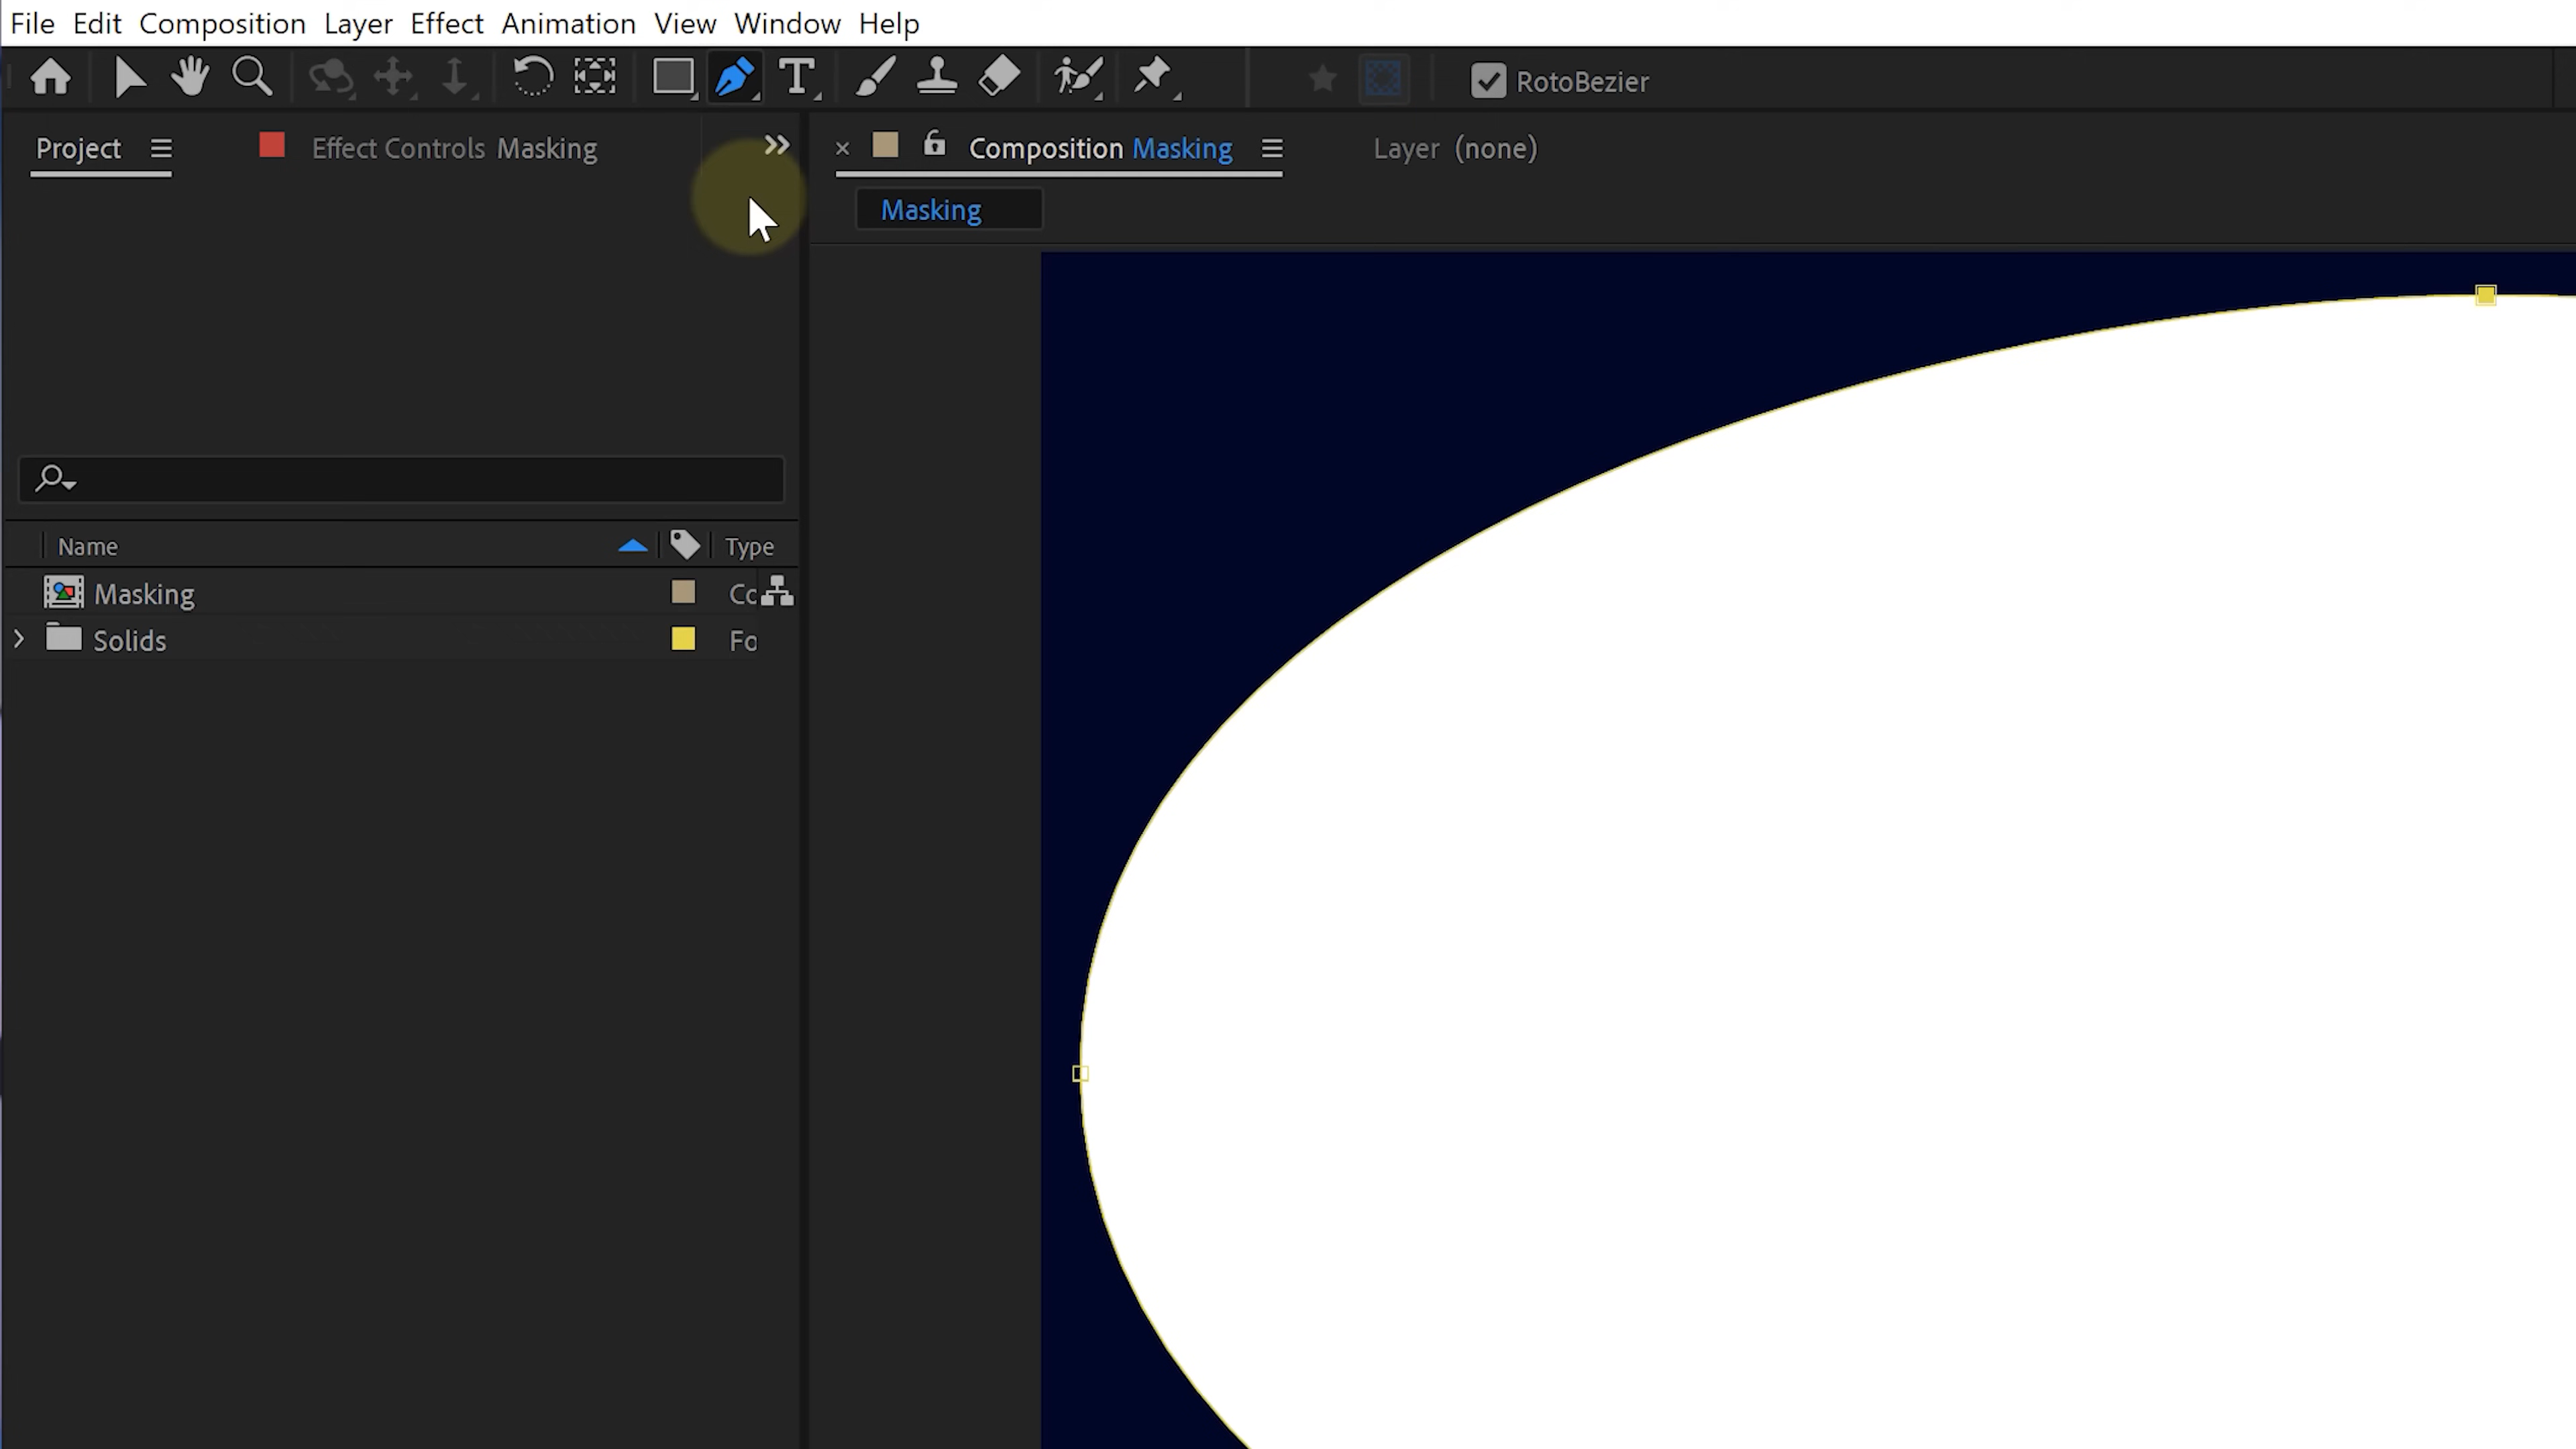 File Edit Composition Layer Effect Animation View Window Help
RotoBezier
Project Effect Controls Masking
Composition Masking Layer (none)
Masking
Name Type
Masking Co
Solids Fo